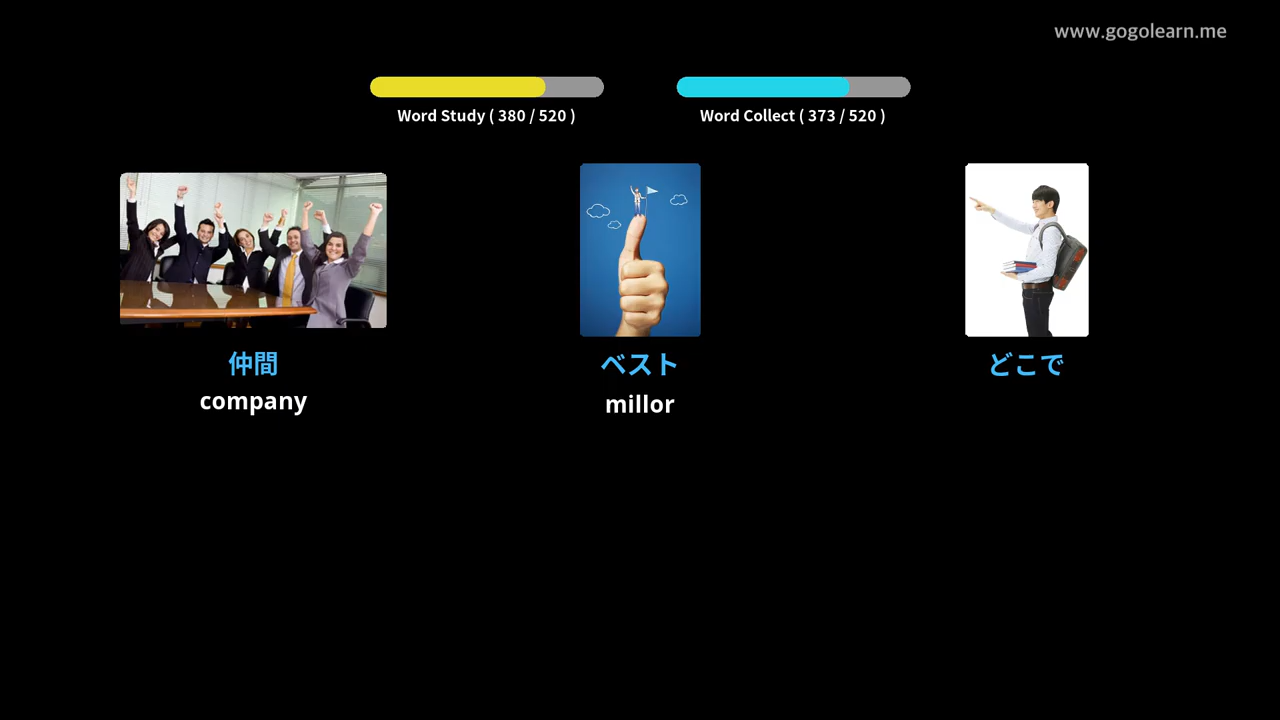 www.gogolearn.me
Word Study ( 380 / 520 )
Word Collect ( 373 / 520 )
仲間
company
ベスト
millor
どこで